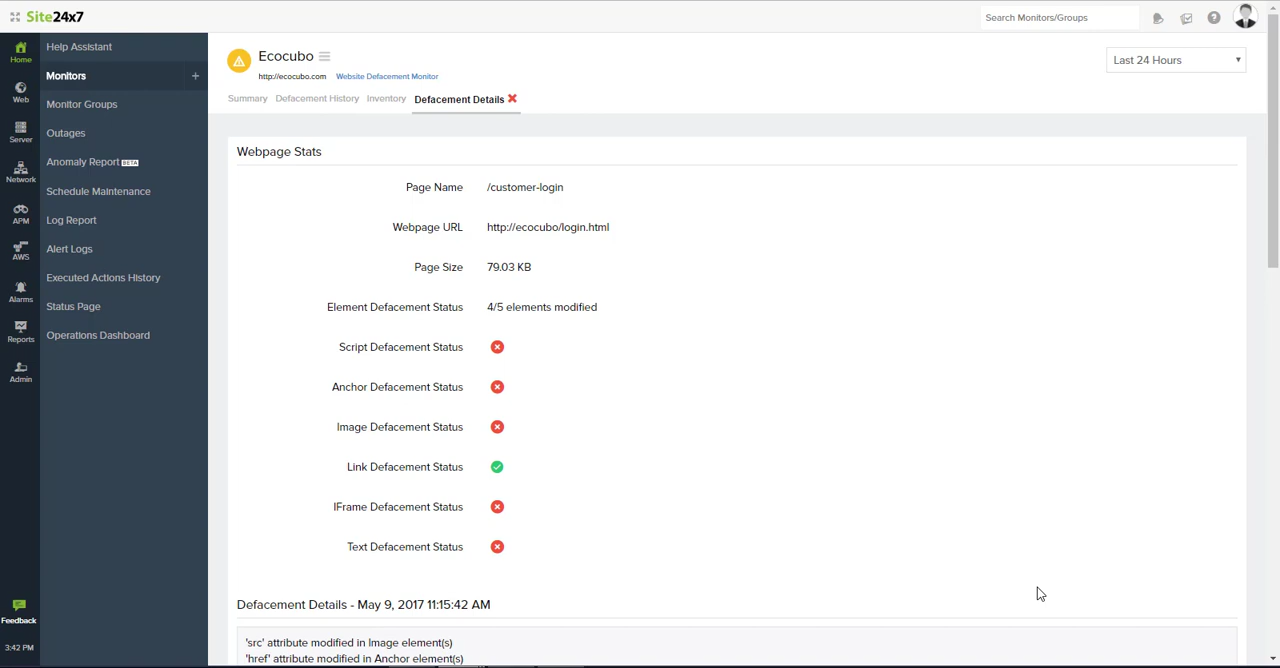 Site24x7
Search Monitors/Groups
Home
Web
Server
Network
APM
AWS
Alarms
Reports
Admin
Feedback
3:42 PM
Help Assistant
Monitors +
Monitor Groups
Outages
Anomaly Report BETA
Schedule Maintenance
Log Report
Alert Logs
Executed Actions History
Status Page
Operations Dashboard
Ecocubo
http://ecocubo.com Website Defacement Monitor
Last 24 Hours
Summary Defacement History Inventory Defacement Details
Webpage Stats
Page Name /customer-login
Webpage URL http://ecocubo/login.html
Page Size 79.03 KB
Element Defacement Status 4/5 elements modified
Script Defacement Status
Anchor Defacement Status
Image Defacement Status
Link Defacement Status
IFrame Defacement Status
Text Defacement Status
Defacement Details - May 9, 2017 11:15:42 AM
'src' attribute modified in Image element(s)
'href' attribute modified in Anchor element(s)